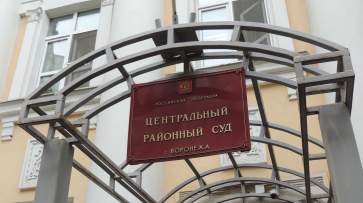 РОССИЙСКАЯ ФЕДЕРАЦИЯ
ЦЕНТРАЛЬНЫЙ
РАЙОННЫЙ СУД
Г. ВОРОНЕЖА